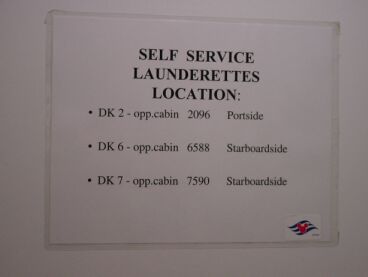 SELF SERVICE
LAUNDERETTES
LOCATION:
• DK 2 - opp.cabin 2096 Portside
• DK 6 - opp.cabin 6588 Starboardside
• DK 7 - opp.cabin 7590 Starboardside